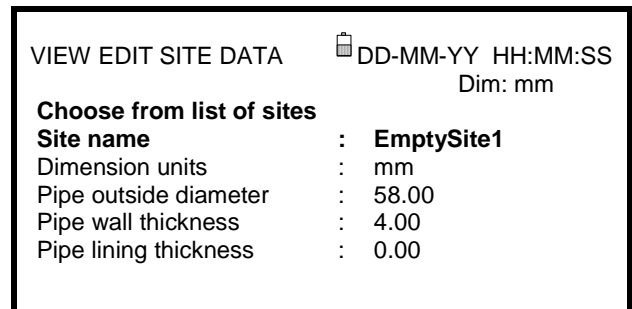 VIEW EDIT SITE DATA DD-MM-YY HH:MM:SS
Dim: mm
Choose from list of sites
Site name : EmptySite1
Dimension units : mm
Pipe outside diameter : 58.00
Pipe wall thickness : 4.00
Pipe lining thickness : 0.00